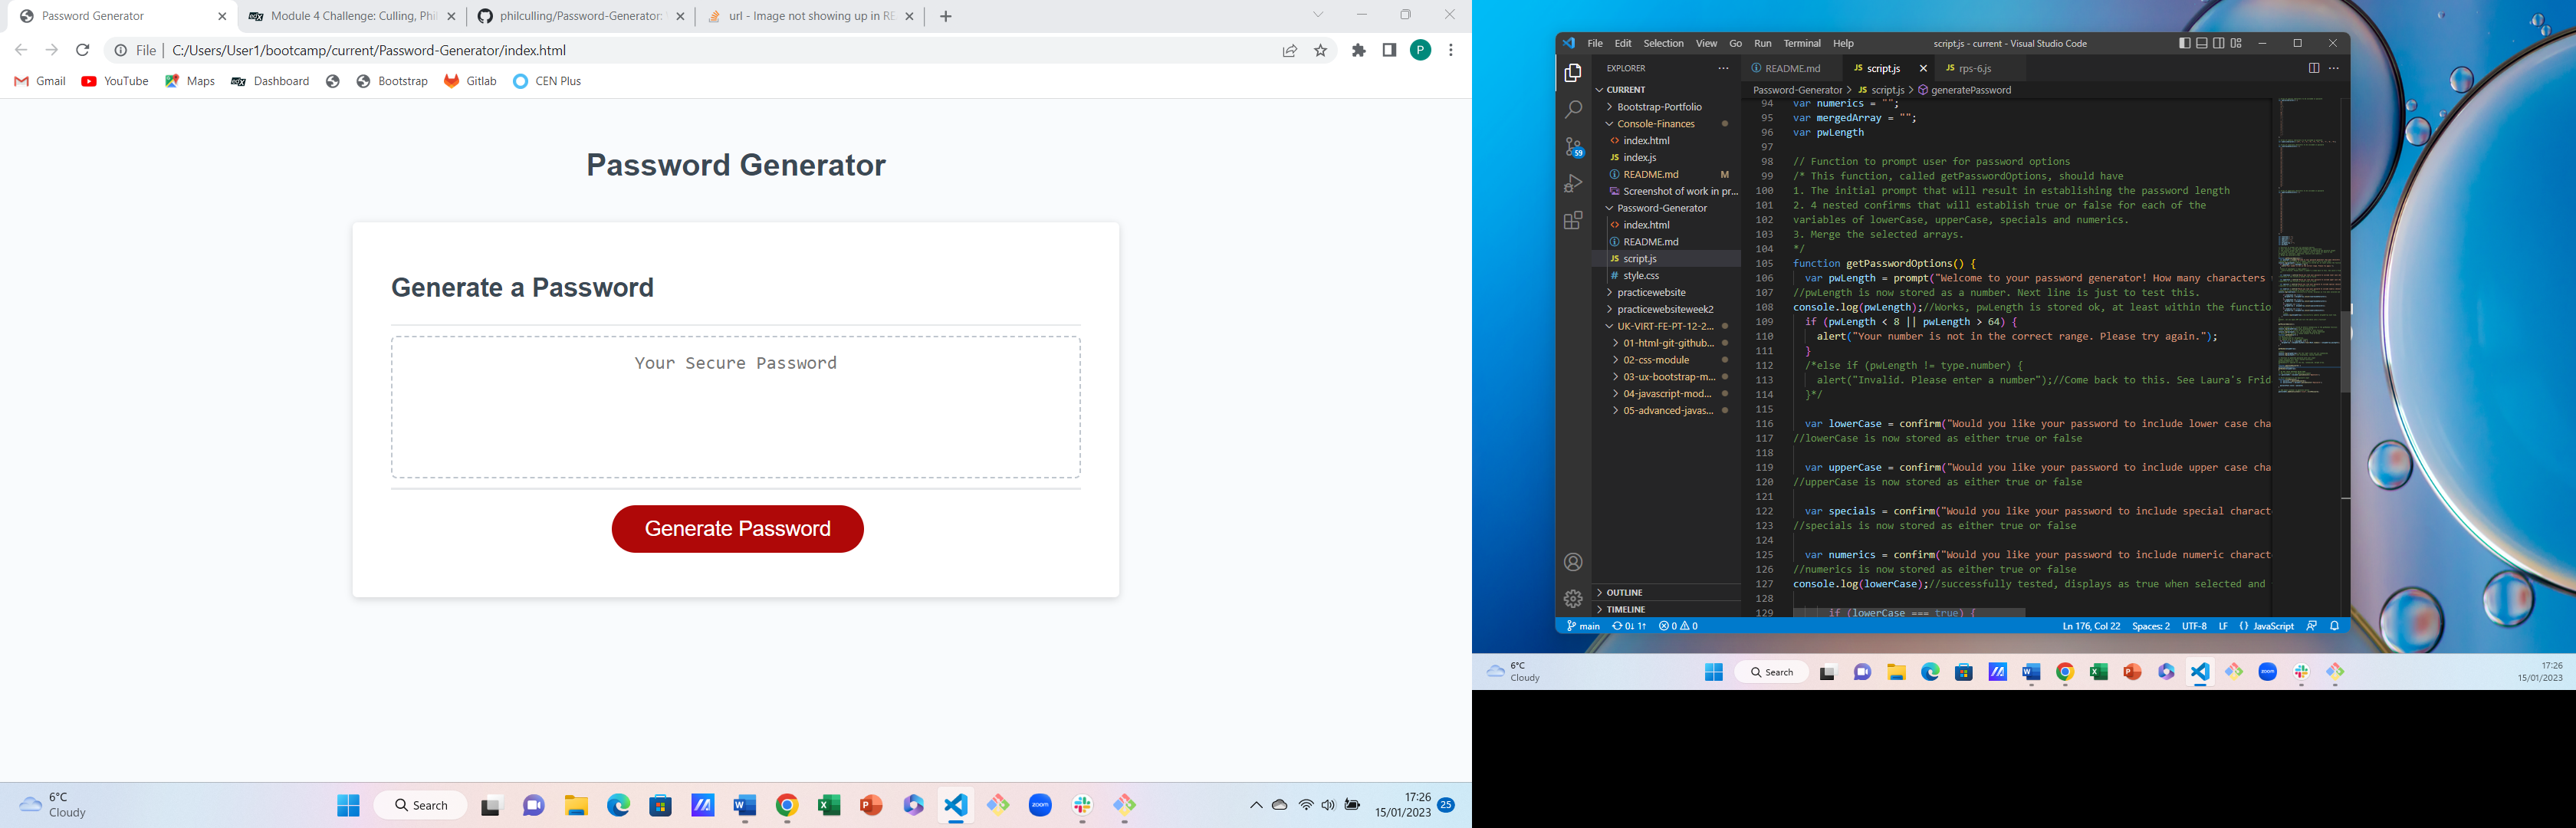 Password Generator
Module 4 Challenge: Culling, Phi
philculling/Password-Generator:
url - Image not showing up in RE
File
C:/Users/User1/bootcamp/current/Password-Generator/index.html
P
Gmail
YouTube
Maps
Dashboard
Bootstrap
Gitlab
CEN Plus
Password Generator
Generate a Password
Your Secure Password
Generate Password
6°C
Cloudy
Search
zoom
17:26
15/01/2023
25
File Edit Selection View Go Run Terminal Help
script.js - current - Visual Studio Code
EXPLORER
CURRENT
Bootstrap-Portfolio
Console-Finances
index.html
JS index.js
README.md M
Screenshot of work in pr...
Password-Generator
index.html
README.md
JS script.js
# style.css
practicewebsite
practicewebsiteweek2
UK-VIRT-FE-PT-12-2...
01-html-git-github...
02-css-module
03-ux-bootstrap-m...
04-javascript-mod...
05-advanced-javas...
OUTLINE
TIMELINE
59
README.md
JS script.js
JS rps-6.js
Password-Generator > JS script.js > generatePassword
94 var numerics = "";
95 var mergedArray = "";
96 var pwLength
97
98 // Function to prompt user for password options
99 /* This function, called getPasswordOptions, should have
100 1. The initial prompt that will result in establishing the password length
101 2. 4 nested confirms that will establish true or false for each of the
102 variables of lowerCase, upperCase, specials and numerics.
103 3. Merge the selected arrays.
104 */
105 function getPasswordOptions() {
106 var pwLength = prompt("Welcome to your password generator! How many characters
107 //pwLength is now stored as a number. Next line is just to test this.
108 console.log(pwLength);//Works, pwLength is stored ok, at least within the functio
109 if (pwLength < 8 || pwLength > 64) {
110 alert("Your number is not in the correct range. Please try again.");
111 }
112 /*else if (pwLength != type.number) {
113 alert("Invalid. Please enter a number");//Come back to this. See Laura's Frid
114 }*/
115
116 var lowerCase = confirm("Would you like your password to include lower case cha
117 //lowerCase is now stored as either true or false
118
119 var upperCase = confirm("Would you like your password to include upper case cha
120 //upperCase is now stored as either true or false
121
122 var specials = confirm("Would you like your password to include special charact
123 //specials is now stored as either true or false
124
125 var numerics = confirm("Would you like your password to include numeric charact
126 //numerics is now stored as either true or false
127 console.log(lowerCase);//successfully tested, displays as true when selected and
128
129 if (lowerCase === true) {
main 0↓ 1↑ 0 0
Ln 176, Col 22 Spaces: 2 UTF-8 LF {} JavaScript
6°C
Cloudy
Search
zoom
17:26
15/01/2023